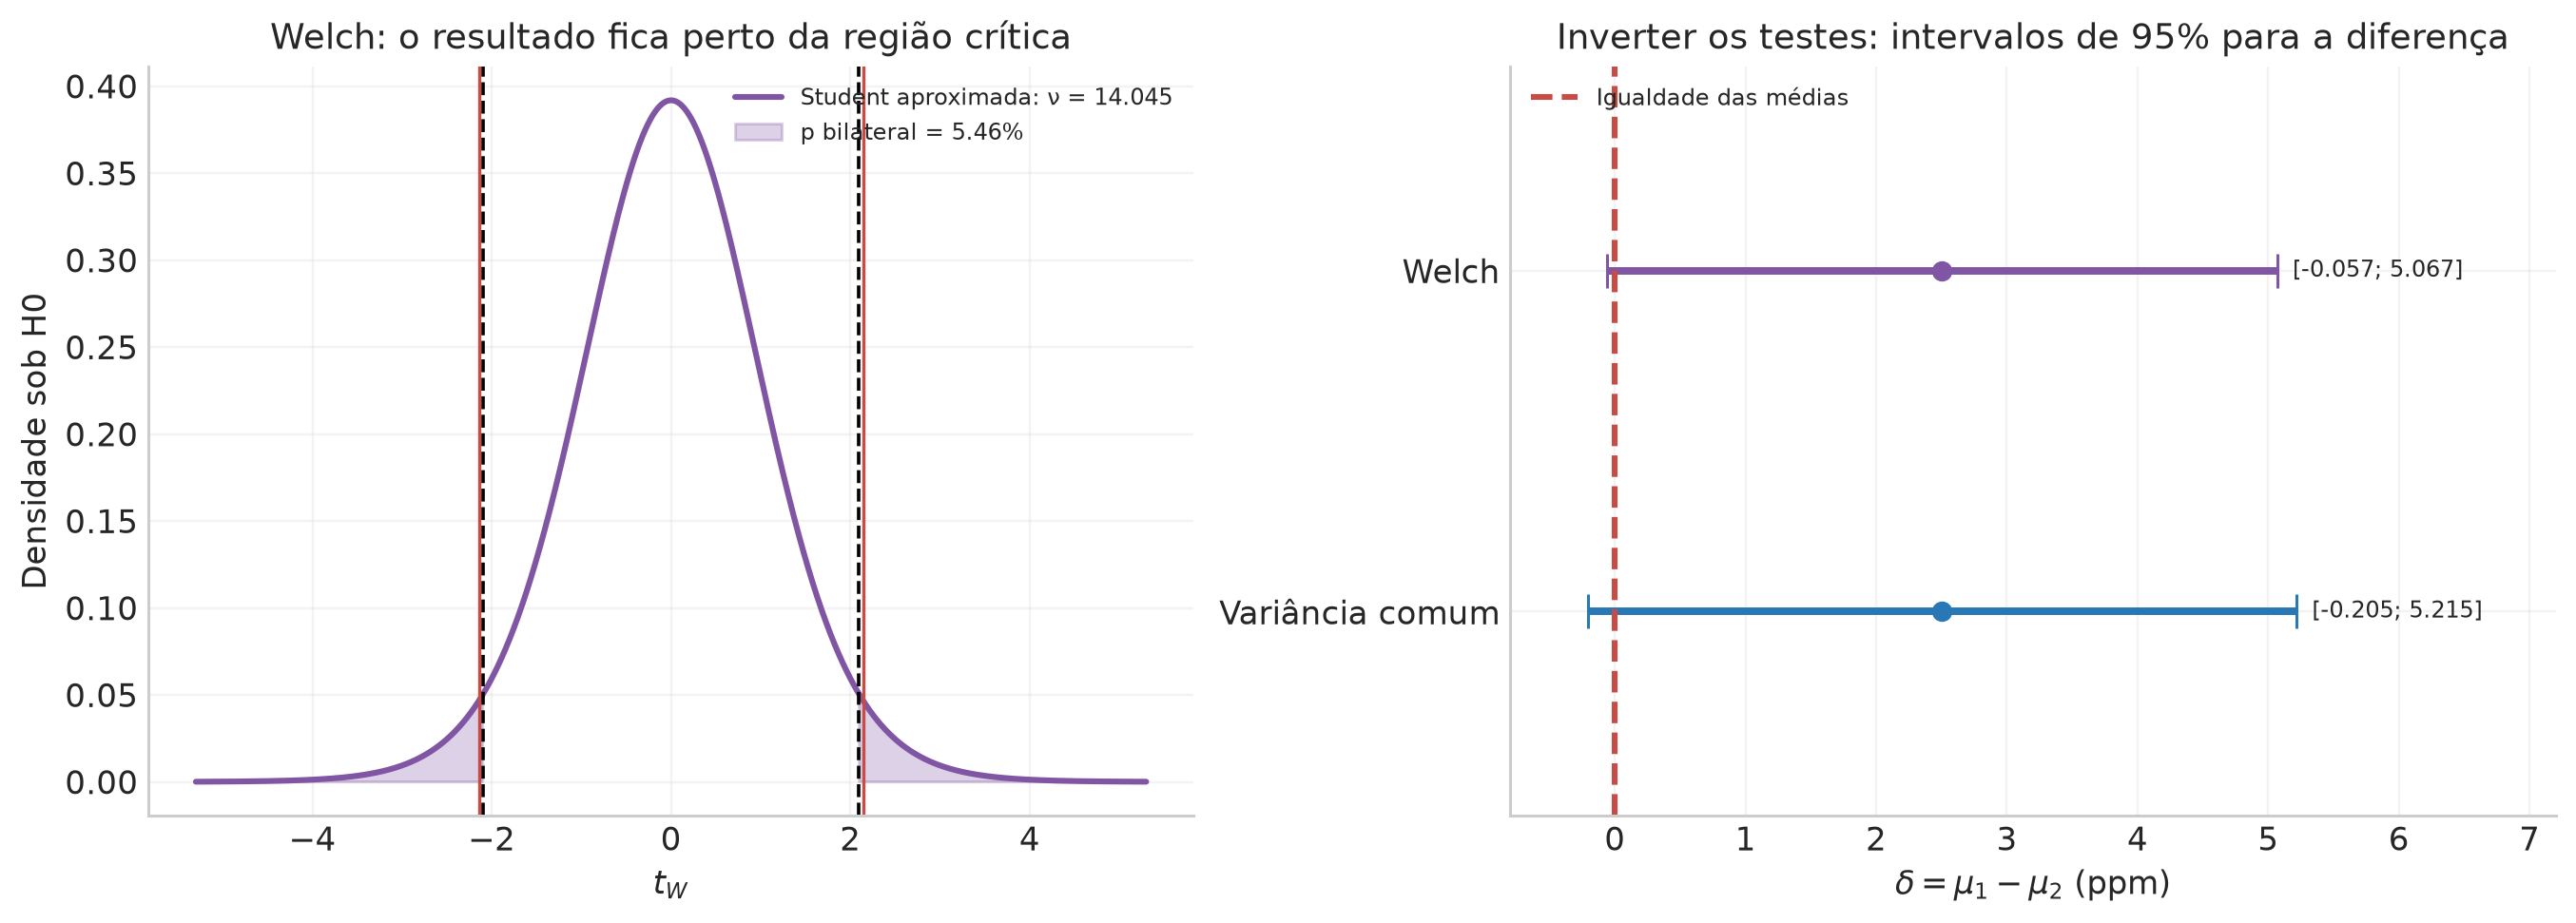 Welch: o resultado fica perto da região crítica
Student aproximada: ν = 14.045
p bilateral = 5.46%
0.40
0.35
0.30
0.25
0.20
0.15
0.10
0.05
0.00
Densidade sob H0
−4
−2
0
2
4
t_W
Inverter os testes: intervalos de 95% para a diferença
Igualdade das médias
Welch
[-0.057; 5.067]
Variância comum
[-0.205; 5.215]
0
1
2
3
4
5
6
7
δ = μ₁ − μ₂ (ppm)